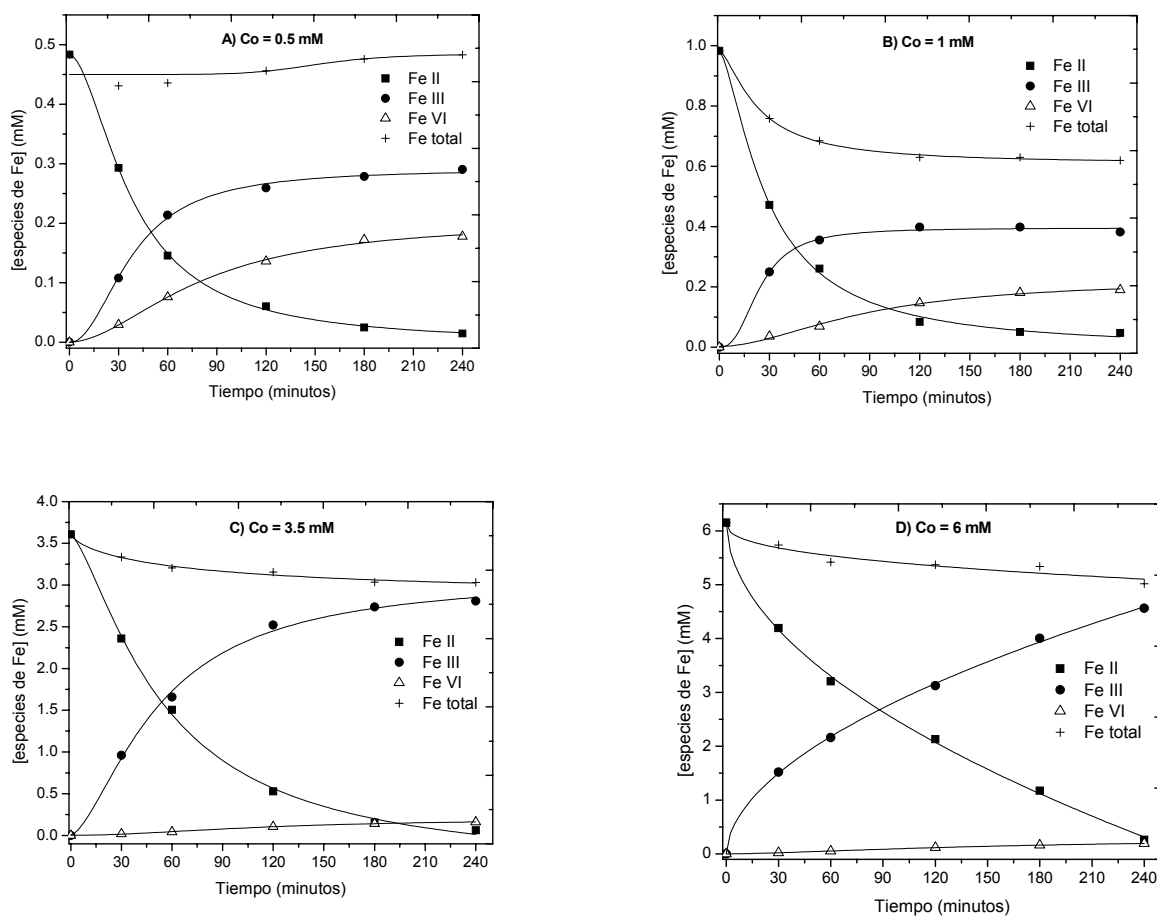 A) Co = 0.5 mM
Fe II
Fe III
Fe VI
Fe total
[especies de Fe] (mM)
0.5
0.4
0.3
0.2
0.1
0.0
0 30 60 90 120 150 180 210 240
Tiempo (minutos)
B) Co = 1 mM
Fe II
Fe III
Fe VI
Fe total
[especies de Fe] (mM)
1.0
0.8
0.6
0.4
0.2
0.0
0 30 60 90 120 150 180 210 240
Tiempo (minutos)
C) Co = 3.5 mM
Fe II
Fe III
Fe VI
Fe total
[especies de Fe] (mM)
4.0
3.5
3.0
2.5
2.0
1.5
1.0
0.5
0.0
0 30 60 90 120 150 180 210 240
Tiempo (minutos)
D) Co = 6 mM
Fe II
Fe III
Fe VI
Fe total
[especies de Fe] (mM)
6
5
4
3
2
1
0
0 30 60 90 120 150 180 210 240
Tiempo (minutos)